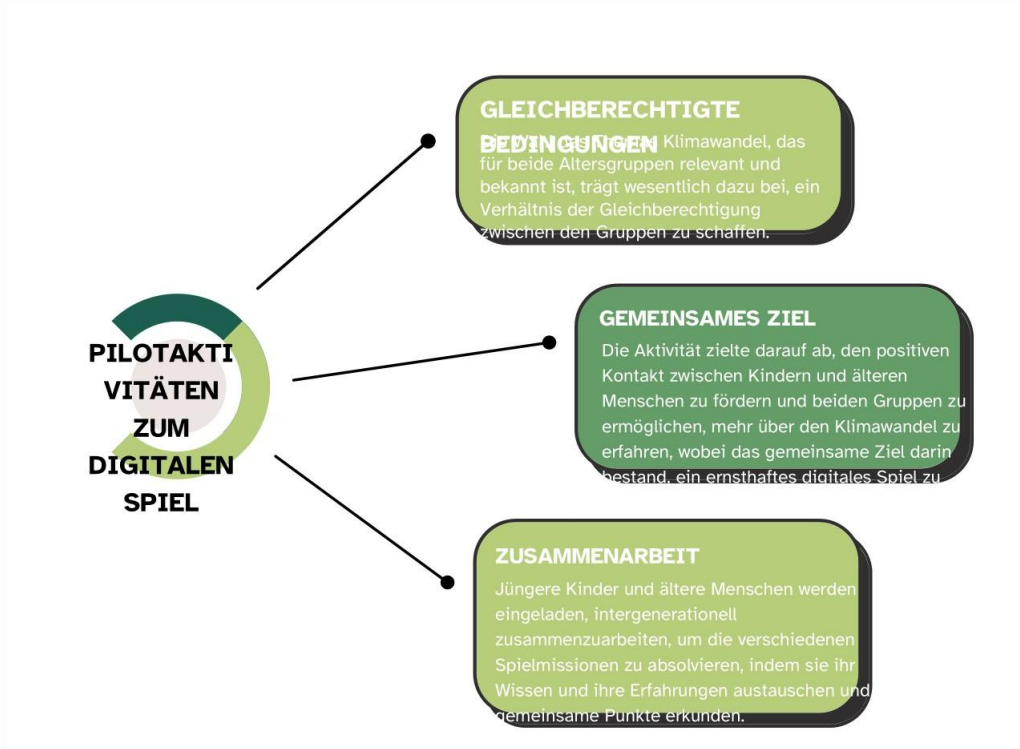 GLEICHBERECHTIGTE
BEDINGUNGEN
Klimawandel, das
für beide Altersgruppen relevant und
bekannt ist, trägt wesentlich dazu bei, ein
Verhältnis der Gleichberechtigung
zwischen den Gruppen zu schaffen.
PILOTAKTI
VITÄTEN
ZUM
DIGITALEN
SPIEL
GEMEINSAMES ZIEL
Die Aktivität zielte darauf ab, den positiven
Kontakt zwischen Kindern und älteren
Menschen zu fördern und beiden Gruppen zu
ermöglichen, mehr über den Klimawandel zu
erfahren, wobei das gemeinsame Ziel darin
bestand, ein ernsthaftes digitales Spiel zu
ZUSAMMENARBEIT
Jüngere Kinder und ältere Menschen werden
eingeladen, intergenerationell
zusammenzuarbeiten, um die verschiedenen
Spielmissionen zu absolvieren, indem sie ihr
Wissen und ihre Erfahrungen austauschen und
gemeinsame Punkte erkunden.